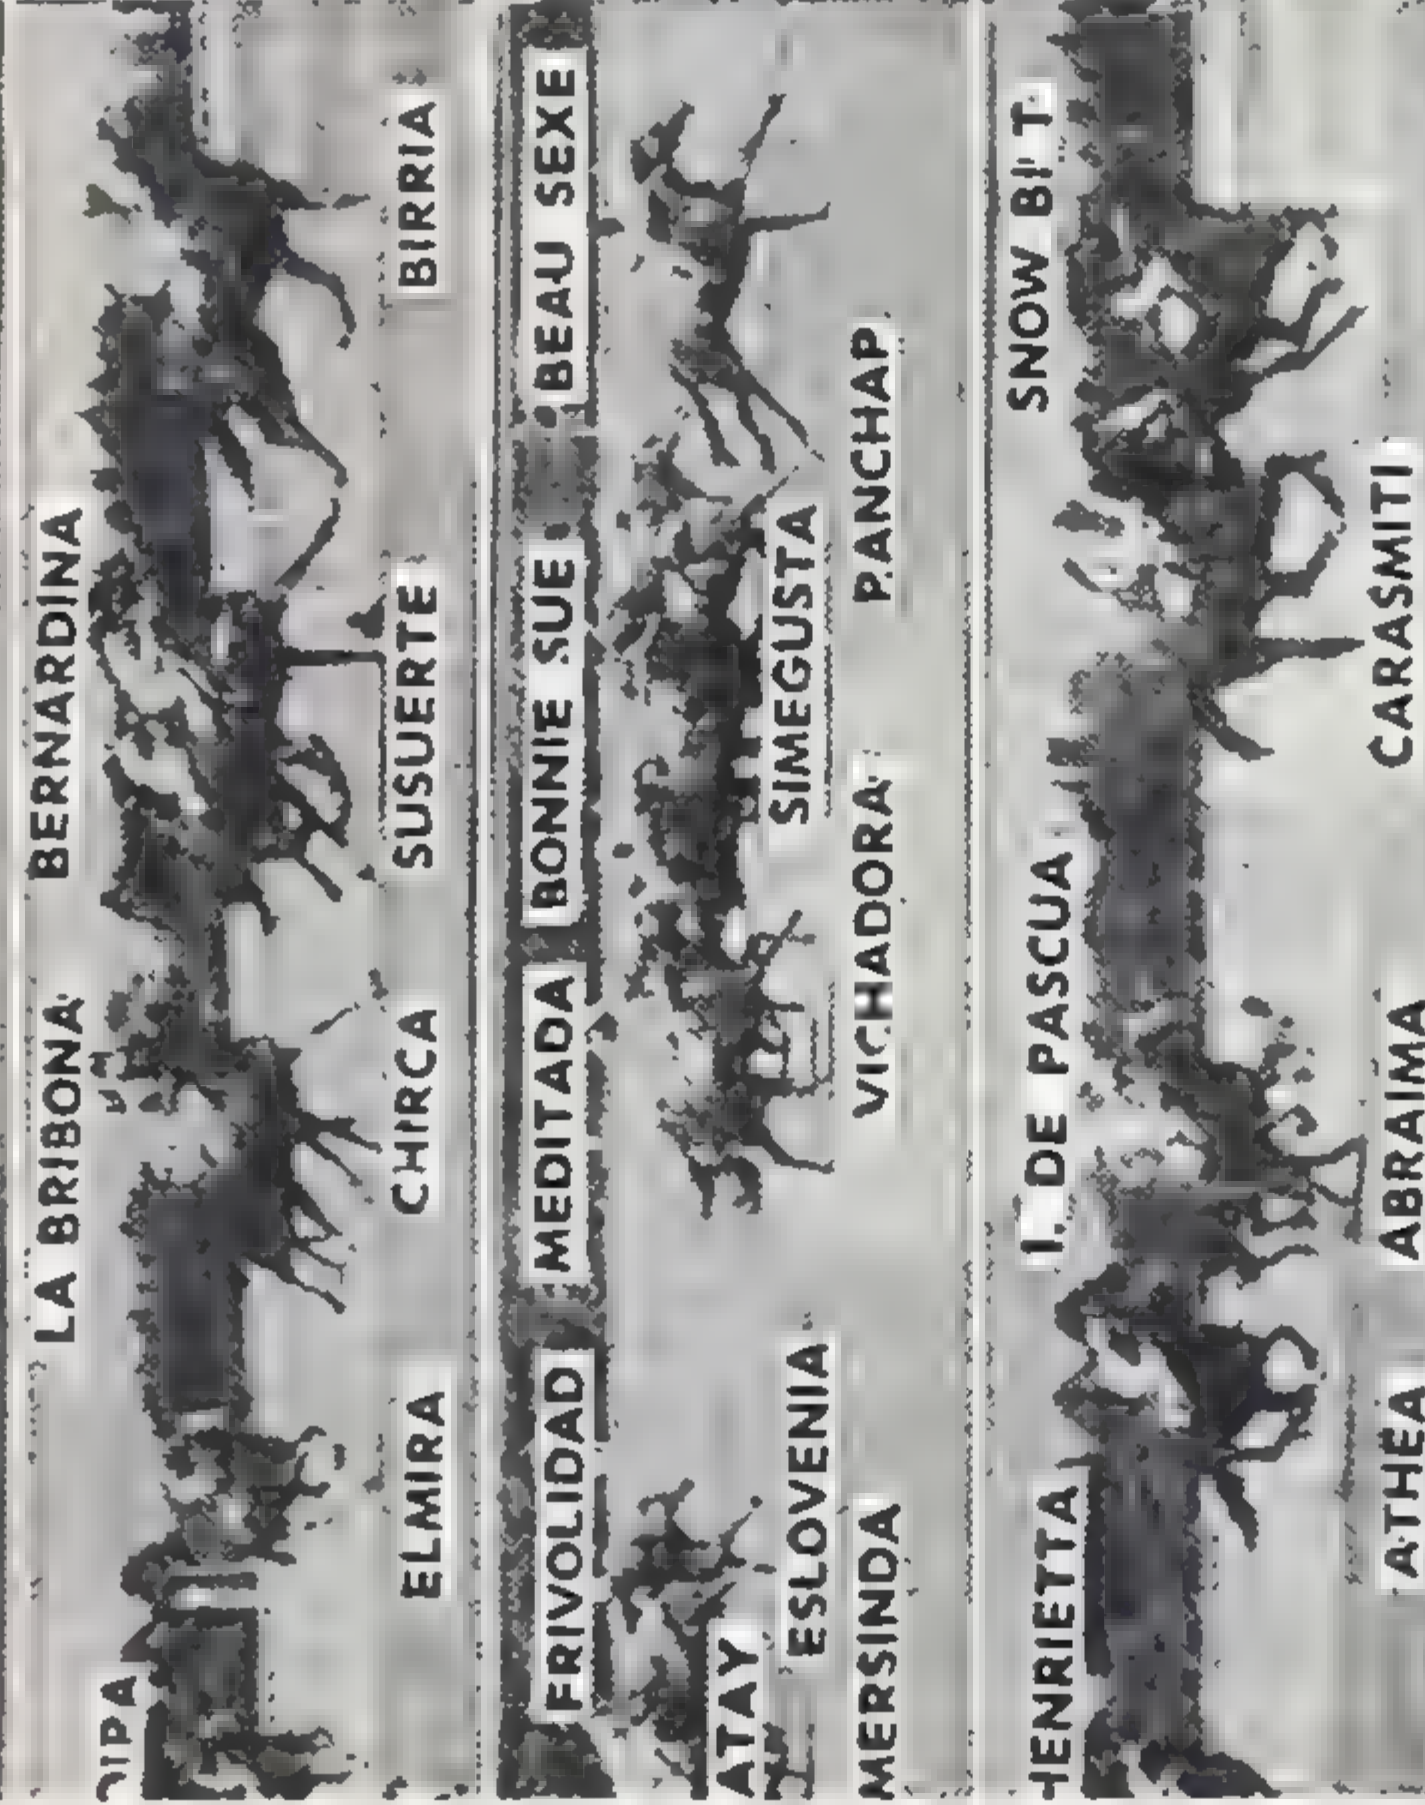 LA BRIBONA BERNARDINA
ELMIRA CHIRCA SUSUERTE BIRRIA
FRIVOLIDAD MEDITADA BONNIE SUE BEAU SEXE
ATAY ESLOVENIA SIMEGUSTA
MERSINDA VICHADORA PANCHAP
HENRIETTA I. DE PASCUA SNOW
ATHEA ABRAIMA CARASMITI